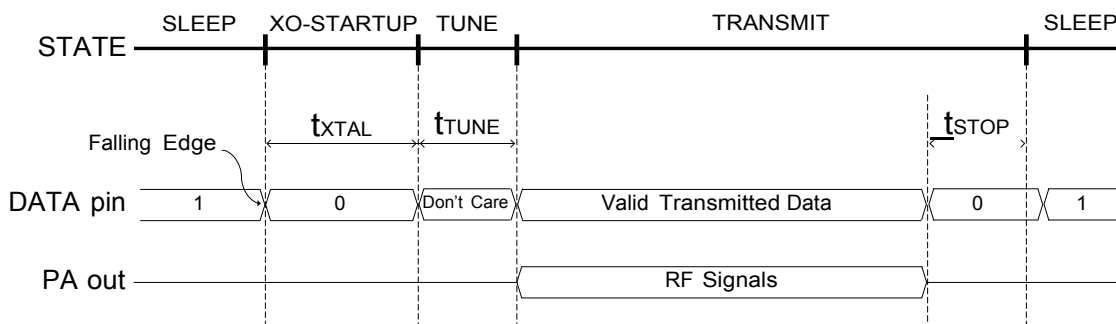 SLEEP XO-STARTUP TUNE TRANSMIT SLEEP
STATE
tXTAL tTUNE tSTOP
Falling Edge
DATA pin 1 0 Don't Care Valid Transmitted Data 0 1
PA out RF Signals